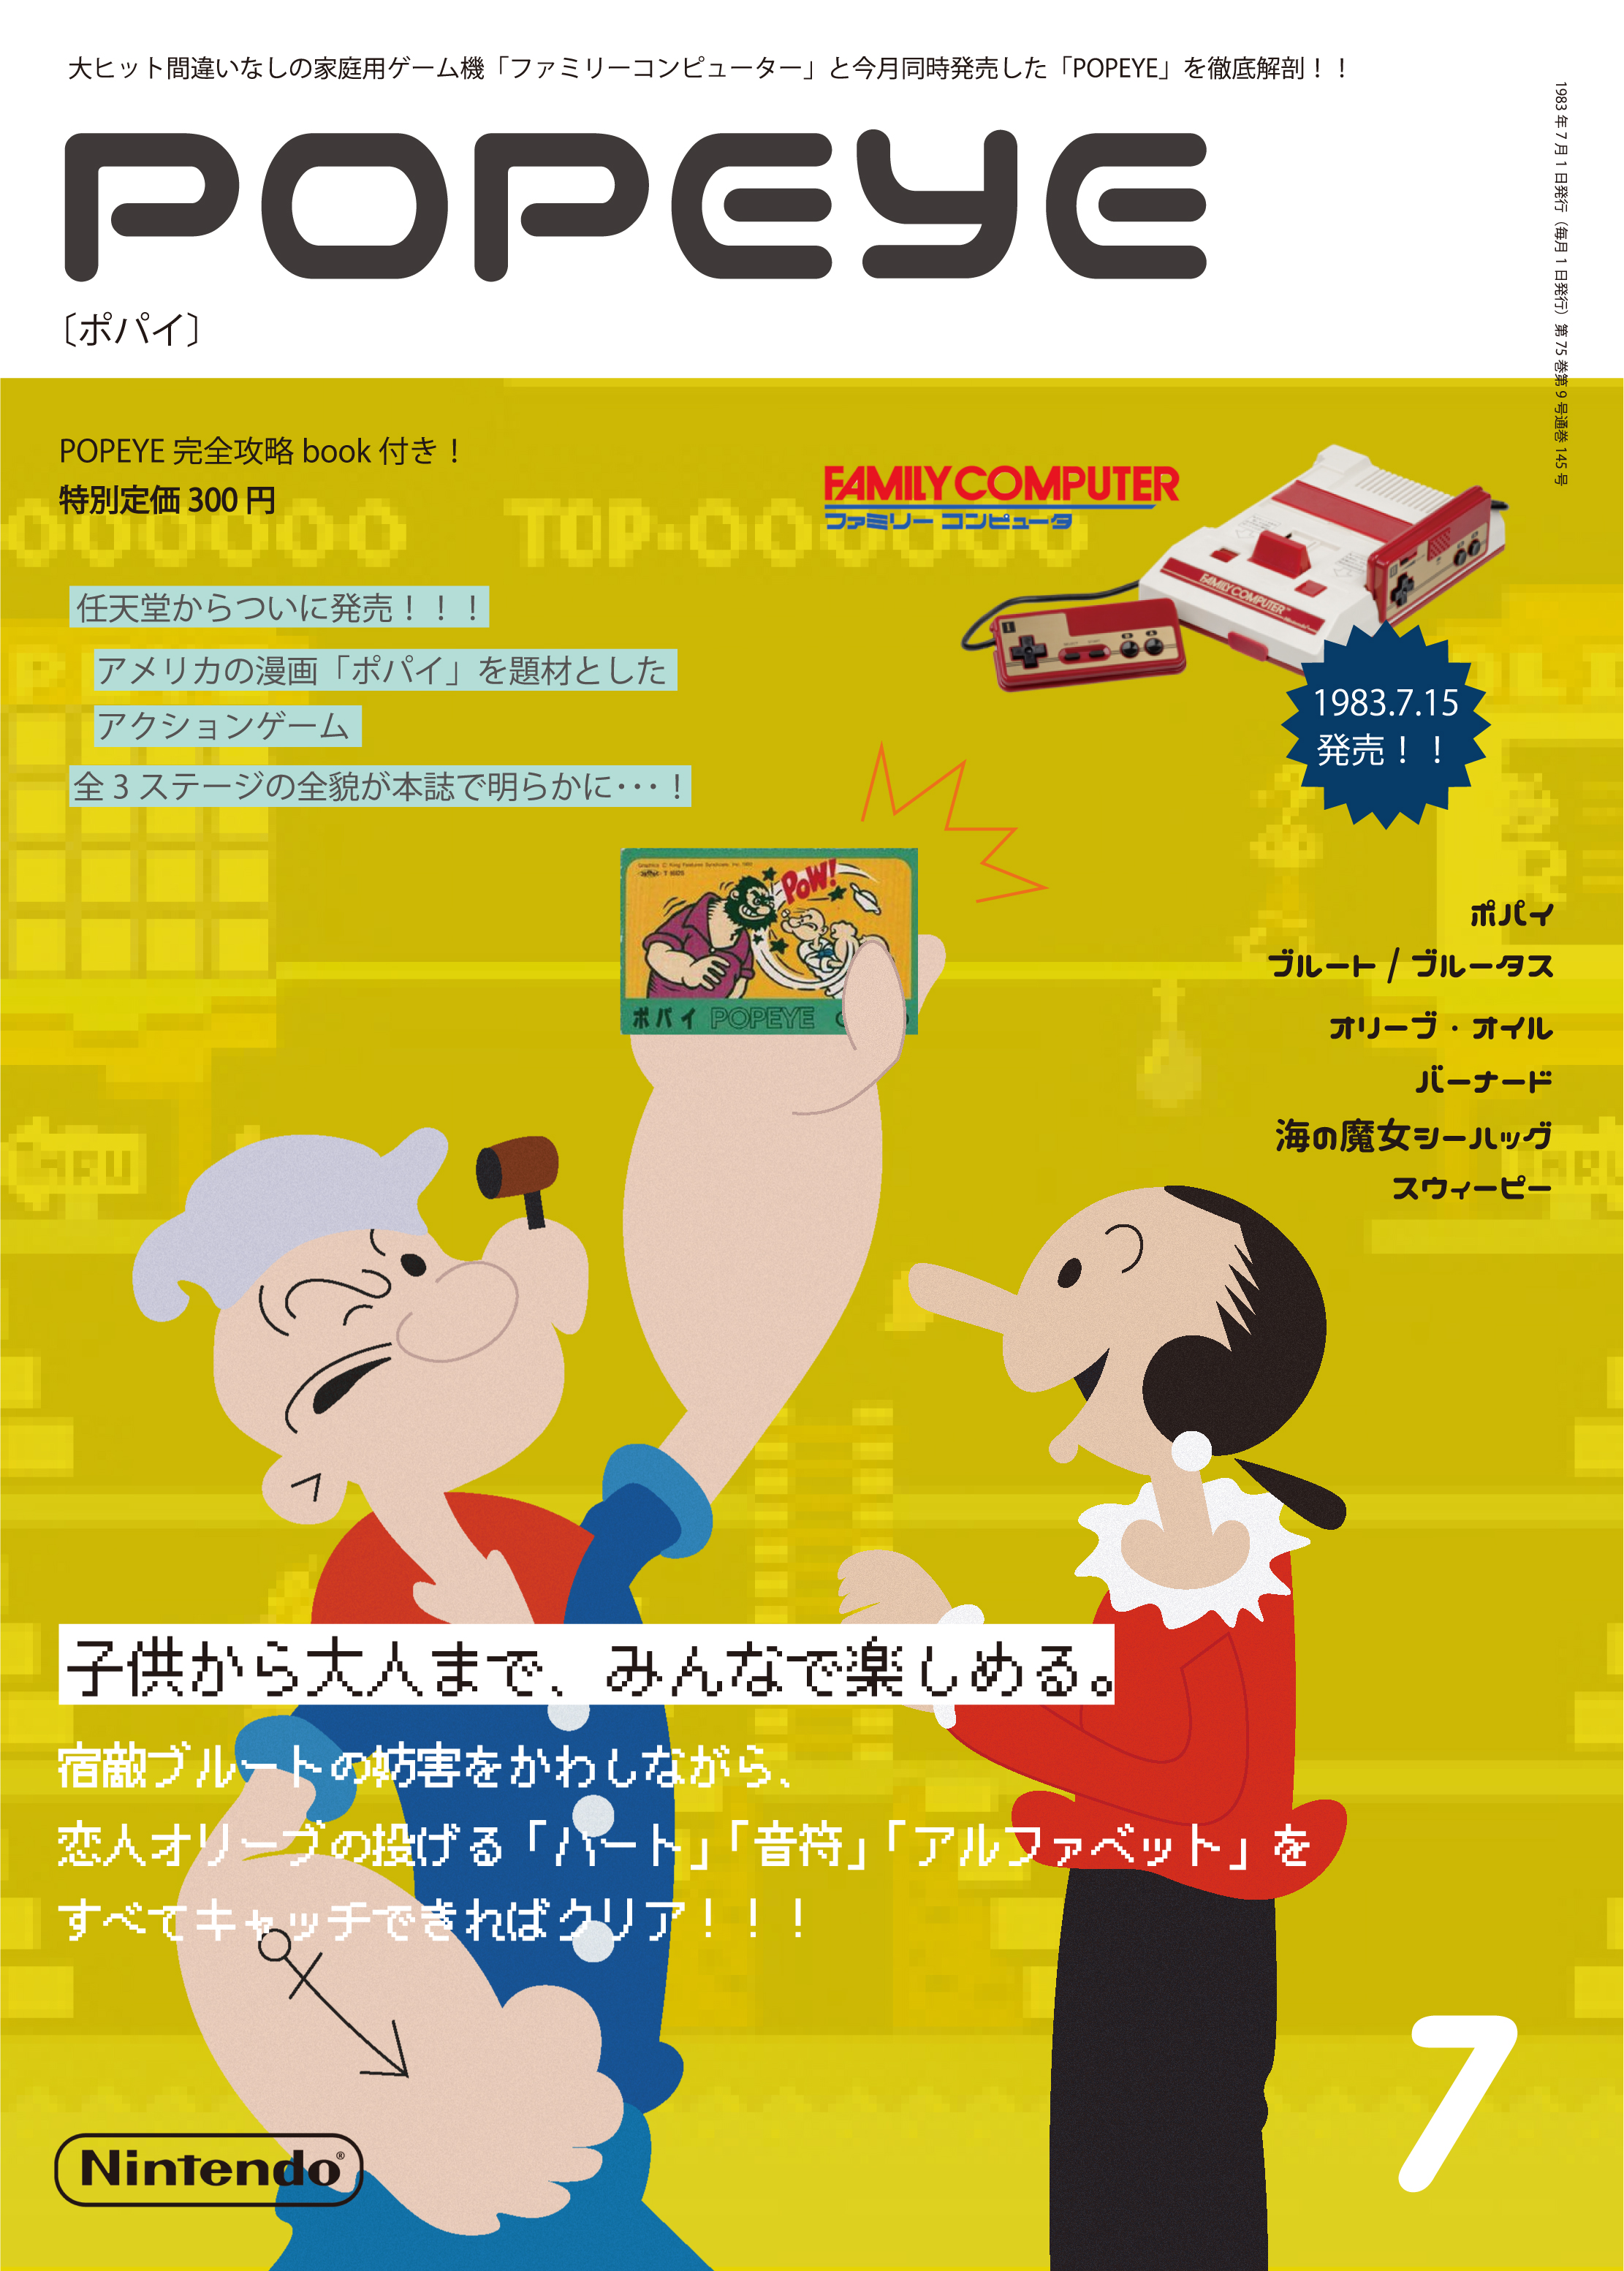 大ヒット間違いなしの家庭用ゲーム機「ファミリーコンピューター」と今月同時発売した「POPEYE」を徹底解剖！！
POPEYE
〔ポパイ〕
1983年7月1日発行（毎月1日発行）第75巻第9号通巻145号
POPEYE 完全攻略 book 付き！
特別定価 300 円
000000 TOP-000000
FAMILY COMPUTER
ファミリー コンピュータ
FAMILY COMPUTER
任天堂からついに発売！！！
アメリカの漫画「ポパイ」を題材とした
アクションゲーム
全 3 ステージの全貌が本誌で明らかに･･･！
1983.7.15
発売！！
POW!
ポパイ POPEYE
ポパイ
ブルート / ブルータス
オリーブ・オイル
バーナード
海の魔女シーハッグ
スウィーピー
子供から大人まで、みんなで楽しめる。
宿敵ブルートの妨害をかわしながら、
恋人オリーブの投げる「ハート」「音符」「アルファベット」を
すべてキャッチできればクリア！！！
Nintendo®
7